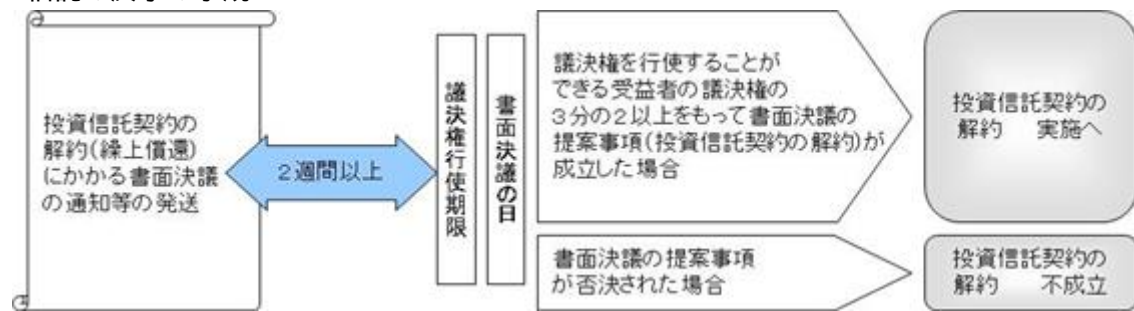 投資信託契約の
解約(繰上償還)
にかかる書面決議
の通知等の発送
2週間以上
議決権行使期限
書面決議の日
議決権を行使することが
できる受益者の議決権の
3分の2以上をもって書面決議の
提案事項(投資信託契約の解約)が
成立した場合
投資信託契約の
解約 実施へ
書面決議の提案事項
が否決された場合
投資信託契約の
解約 不成立